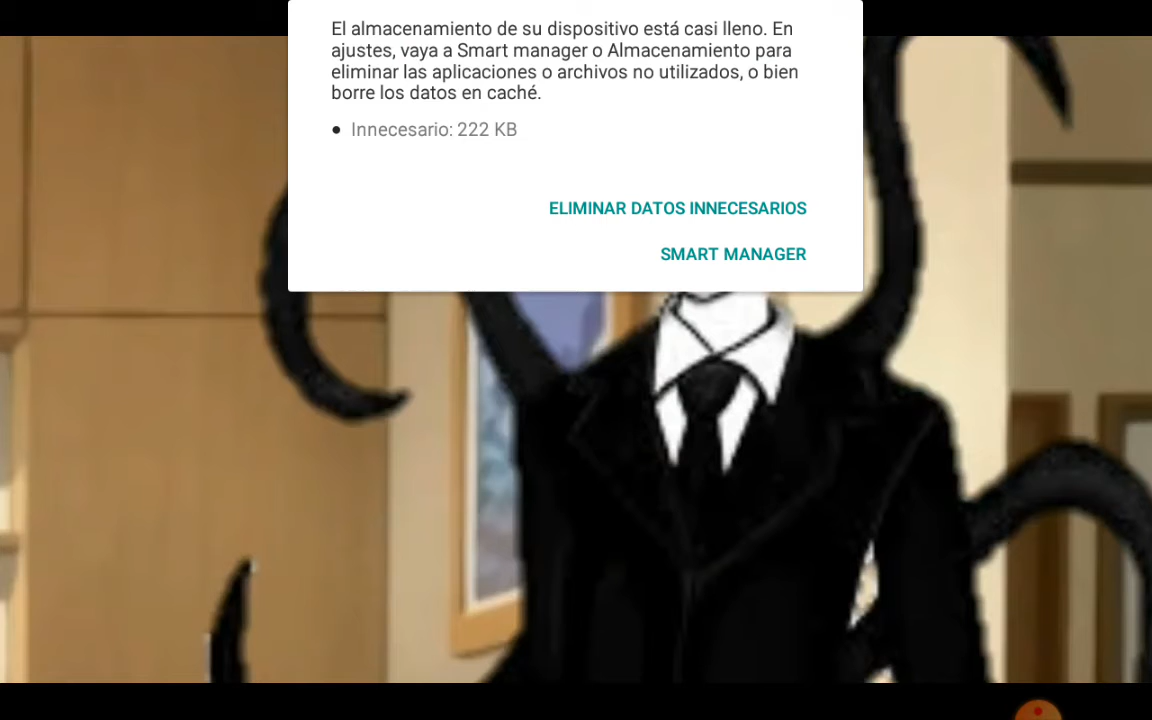 El almacenamiento de su dispositivo está casi lleno. En
ajustes, vaya a Smart manager o Almacenamiento para
eliminar las aplicaciones o archivos no utilizados, o bien
borre los datos en caché.
● Innecesario: 222 KB
ELIMINAR DATOS INNECESARIOS
SMART MANAGER